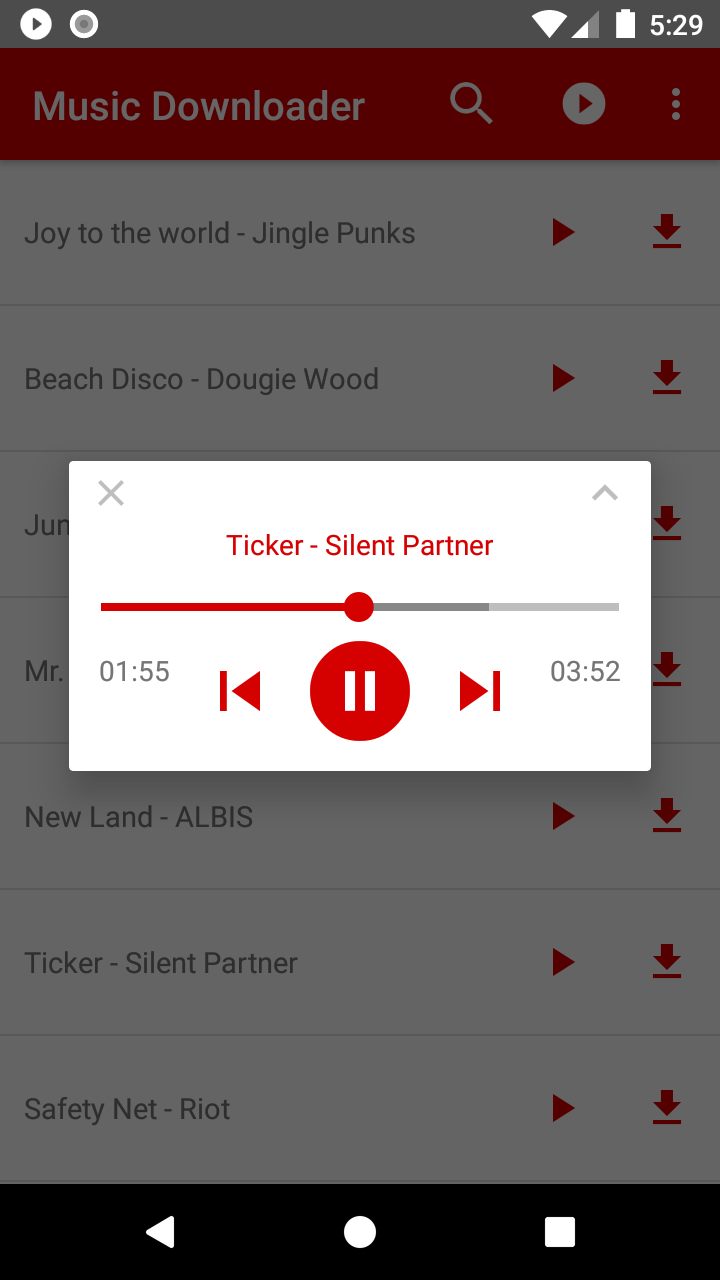 5:29
Music Downloader
Joy to the world - Jingle Punks
Beach Disco - Dougie Wood
Jun
Ticker - Silent Partner
Mr.
01:55
03:52
New Land - ALBIS
Ticker - Silent Partner
Safety Net - Riot